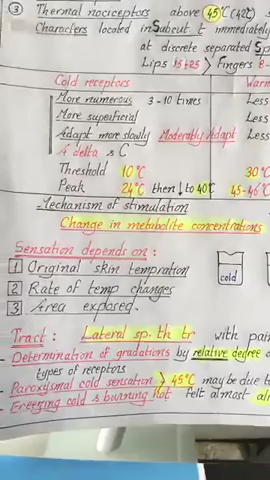 ③ Thermal nociceptors above 45°C (42°C)
Characters located in Subcut t immediately
at discrete separated Sp
Lips 15+25 > Fingers 8-
Cold receptors Warm
More numerous 3-10 times Less
More superficial Less
Adapt more slowly Moderately Adapt Less
A delta & C
Threshold 10°C 30°C
Peak 24°C then ↓ to 40°C 45-46°C
Mechanism of stimulation
Change in metabolite concentrations
Sensation depends on:
1 Original skin tempration
2 Rate of temp changes
3 Area exposed.
cold
Tract: Lateral sp. th tr with pain
- Determination of gradations by relative degree o
types of receptors
- Paroxysmal cold sensation > 45°C may be due t
- Freezing cold & burning hot felt almost al